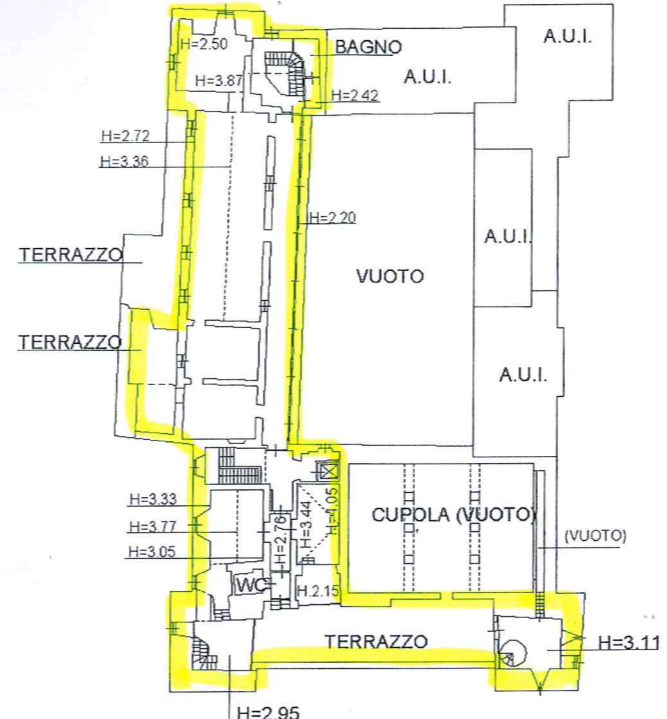 A.U.I.
BAGNO
H=2.50
A.U.I.
H=3.87
H=2.42
H=2.72
H=3.36
H=2.20
A.U.I.
TERRAZZO
VUOTO
TERRAZZO
A.U.I.
H=3.33
H=3.77
H=3.05
H=2.76
H=3.44
H=4.05
CUPOLA (VUOTO)
(VUOTO)
WC
H.2.15
TERRAZZO
H=3.11
H=2.95